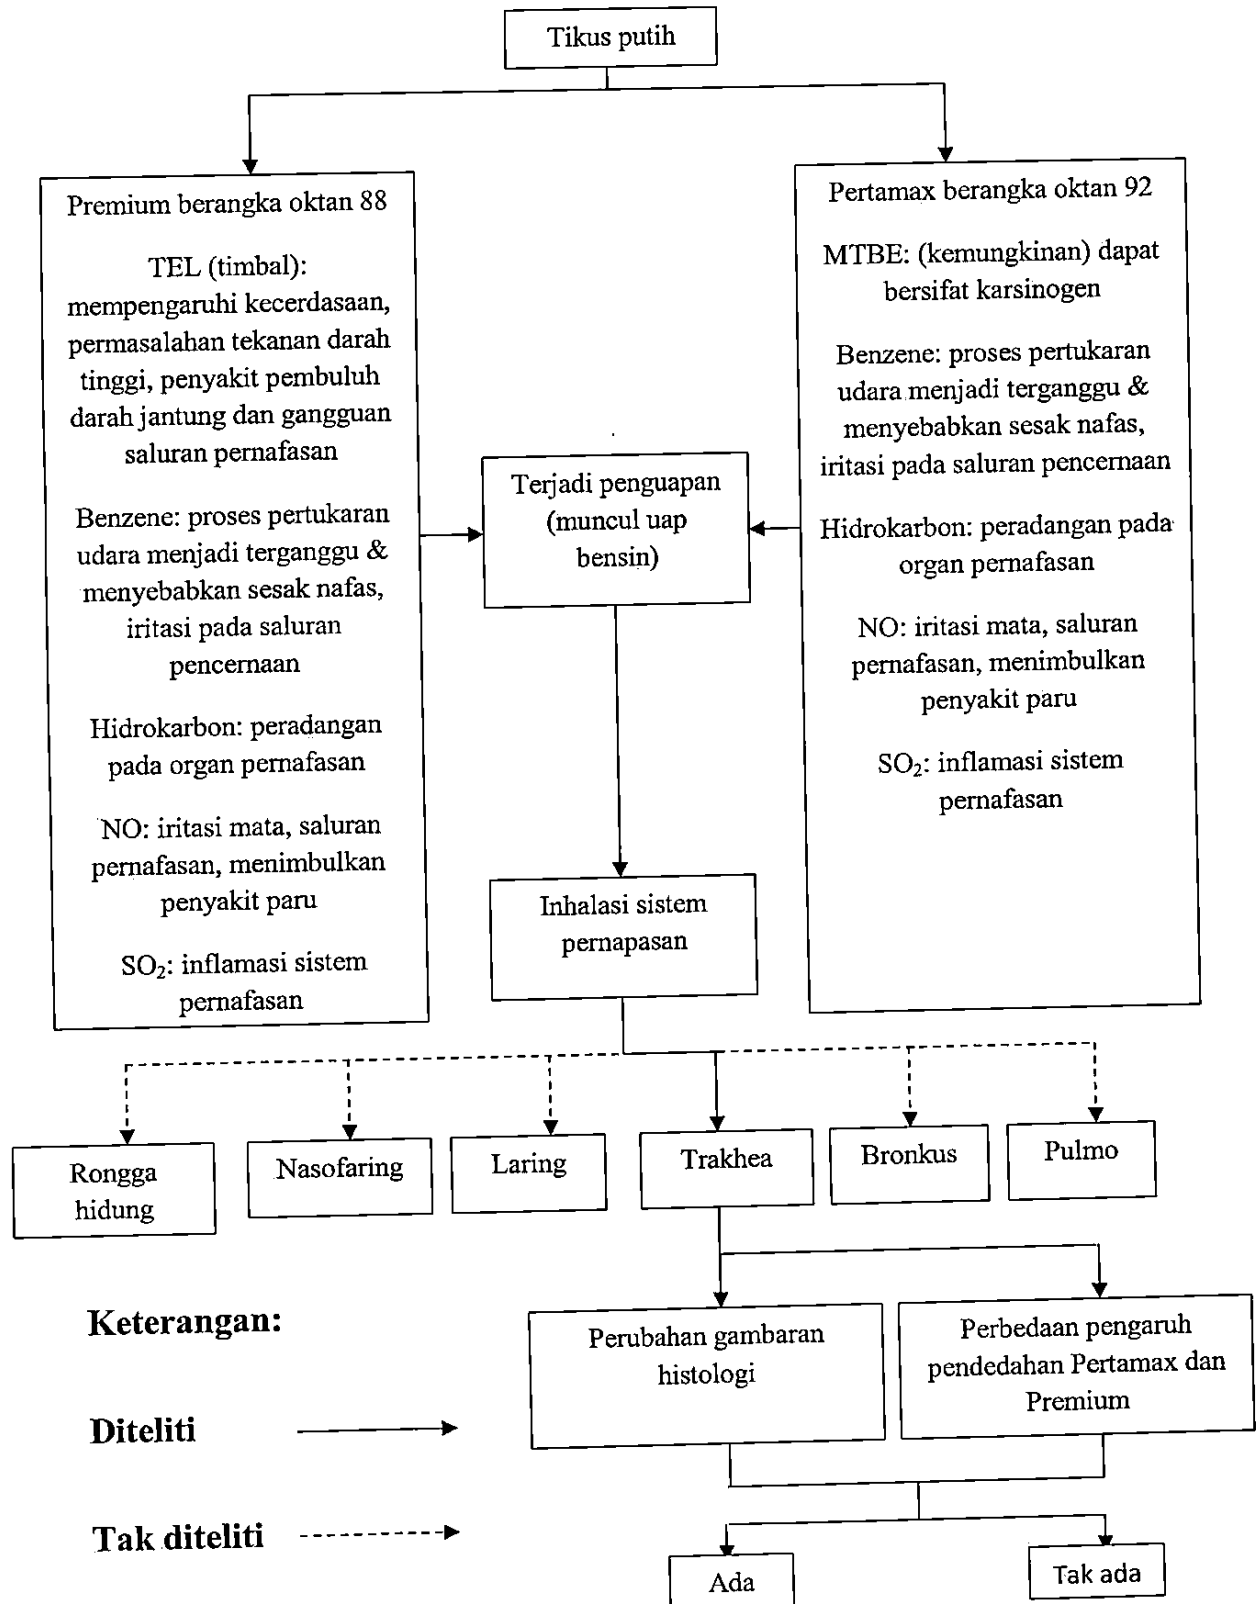 Tikus putih
Premium berangka oktan 88
TEL (timbal):
mempengaruhi kecerdasaan,
permasalahan tekanan darah
tinggi, penyakit pembuluh
darah jantung dan gangguan
saluran pernafasan
Benzene: proses pertukaran
udara menjadi terganggu &
menyebabkan sesak nafas,
iritasi pada saluran
pencernaan
Hidrokarbon: peradangan
pada organ pernafasan
NO: iritasi mata, saluran
pernafasan, menimbulkan
penyakit paru
SO₂: inflamasi sistem
pernafasan
Terjadi penguapan
(muncul uap
bensin)
Pertamax berangka oktan 92
MTBE: (kemungkinan) dapat
bersifat karsinogen
Benzene: proses pertukaran
udara menjadi terganggu &
menyebabkan sesak nafas,
iritasi pada saluran pencernaan
Hidrokarbon: peradangan pada
organ pernafasan
NO: iritasi mata, saluran
pernafasan, menimbulkan
penyakit paru
SO₂: inflamasi sistem
pernafasan
Inhalasi sistem
pernapasan
Rongga
hidung
Nasofaring
Laring
Trakhea
Bronkus
Pulmo
Perubahan gambaran
histologi
Perbedaan pengaruh
pendedahan Pertamax dan
Premium
Keterangan:
Diteliti
Tak diteliti
Ada
Tak ada